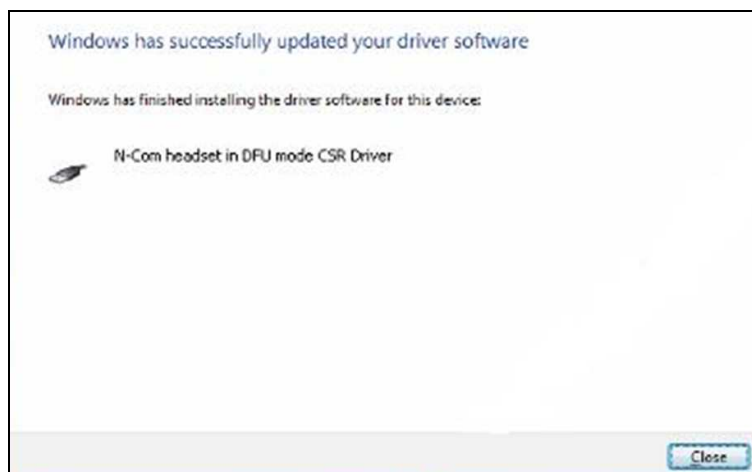 Windows has successfully updated your driver software
Windows has finished installing the driver software for this device:
N-Com headset in DFU mode CSR Driver
Close